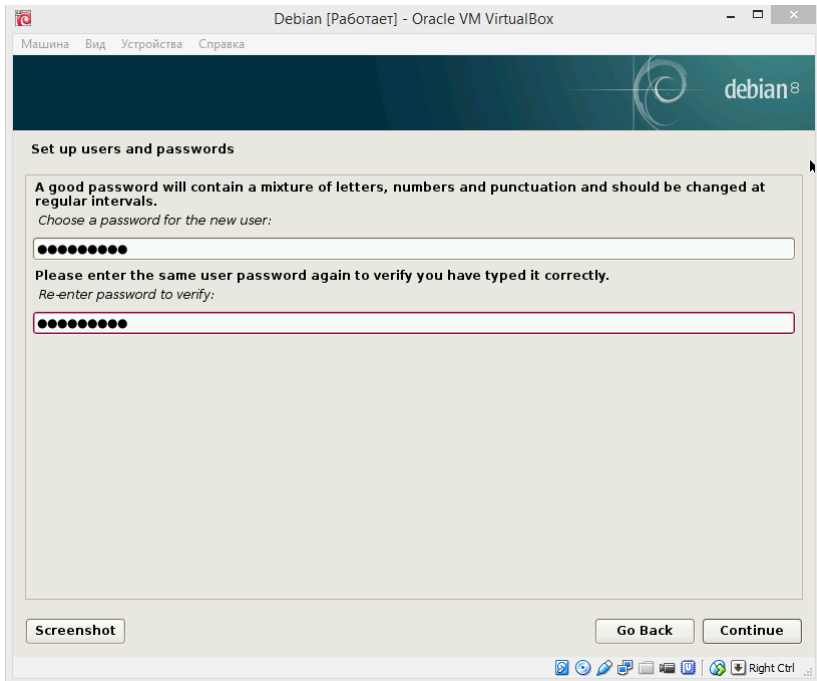 Debian [Работает] - Oracle VM VirtualBox
Машина Вид Устройства Справка
debian 8
Set up users and passwords
A good password will contain a mixture of letters, numbers and punctuation and should be changed at
regular intervals.
Choose a password for the new user:
●●●●●●●●●
Please enter the same user password again to verify you have typed it correctly.
Re-enter password to verify:
●●●●●●●●●
Screenshot Go Back Continue
Right Ctrl